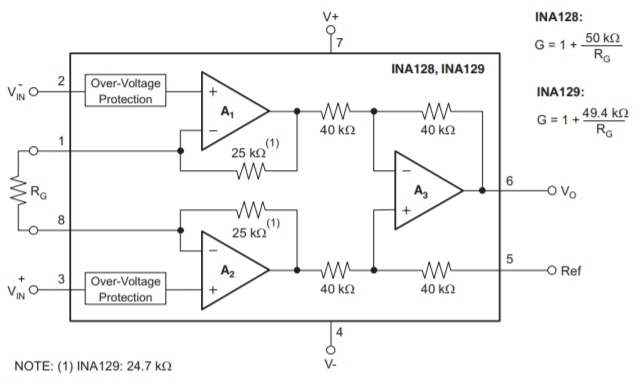 V+
7
INA128:
G = 1 + 50 kΩ / RG
INA128, INA129
INA129:
G = 1 + 49.4 kΩ / RG
V-IN
2
Over-Voltage
Protection
+
A1
–
40 kΩ
40 kΩ
1
25 kΩ(1)
RG
–
A3
+
6
VO
8
25 kΩ(1)
–
A2
+
5
Ref
V+IN
3
Over-Voltage
Protection
40 kΩ
40 kΩ
4
V-
NOTE: (1) INA129: 24.7 kΩ